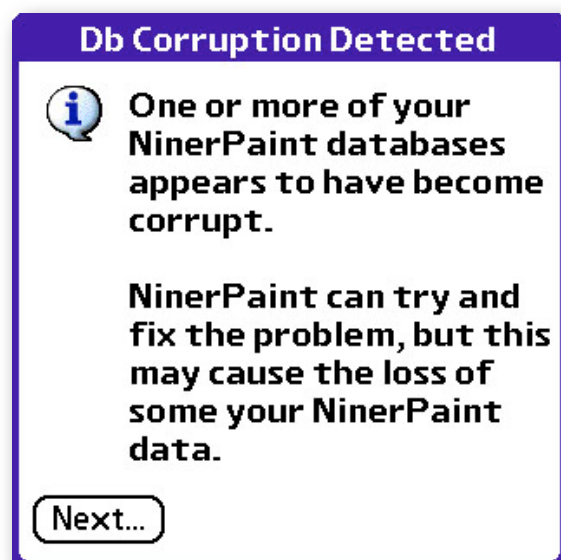 Db Corruption Detected
One or more of your
NinerPaint databases
appears to have become
corrupt.
NinerPaint can try and
fix the problem, but this
may cause the loss of
some your NinerPaint
data.
Next...